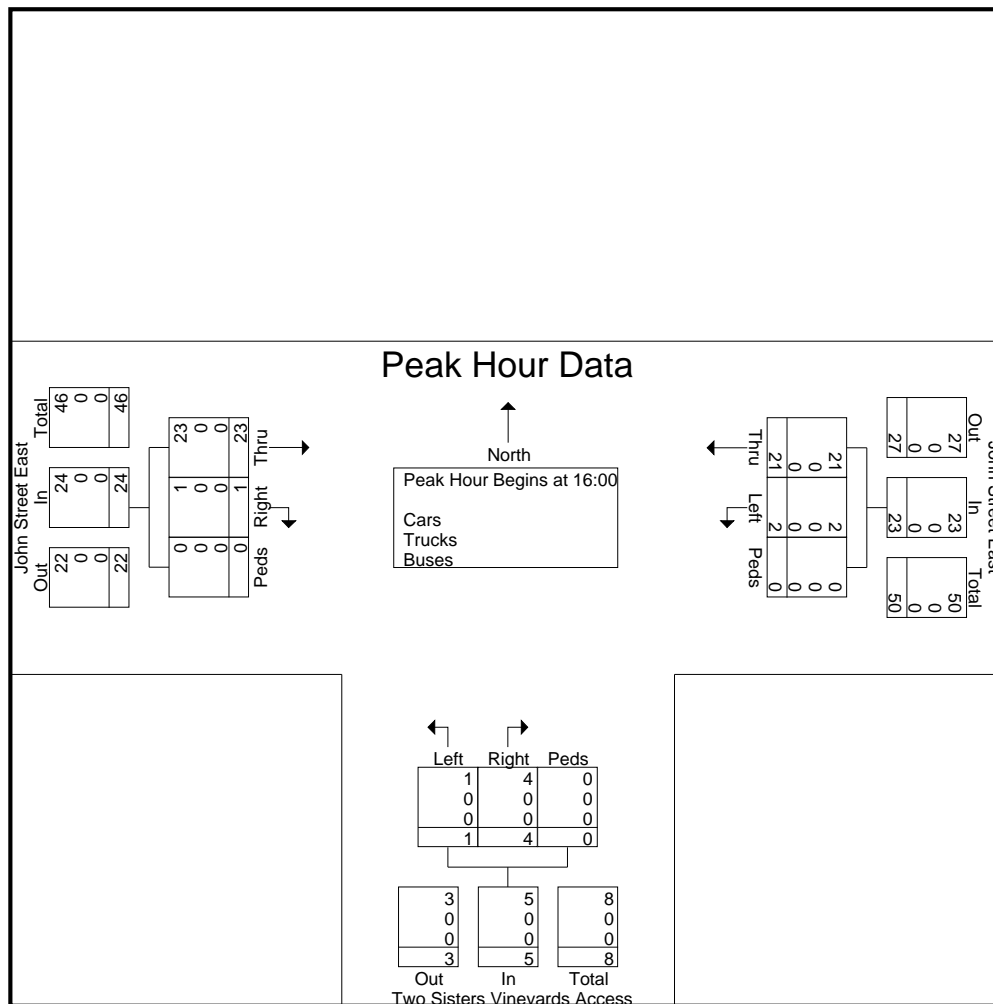 Peak Hour Data
North
Peak Hour Begins at 16:00
Cars
Trucks
Buses
John Street East
Out In Total
22 24 46
0 0 0
0 0 0
22 24 46
Peds Right Thru
0 1 23
0 0 0
0 0 0
0 1 23
John Street East
Out In Total
27 23 50
0 0 0
0 0 0
27 23 50
Thru Left Peds
21 2 0
0 0 0
0 0 0
21 2 0
Left Right Peds
1 4 0
0 0 0
0 0 0
1 4 0
3 5 8
0 0 0
0 0 0
3 5 8
Out In Total
Two Sisters Vineyards Access